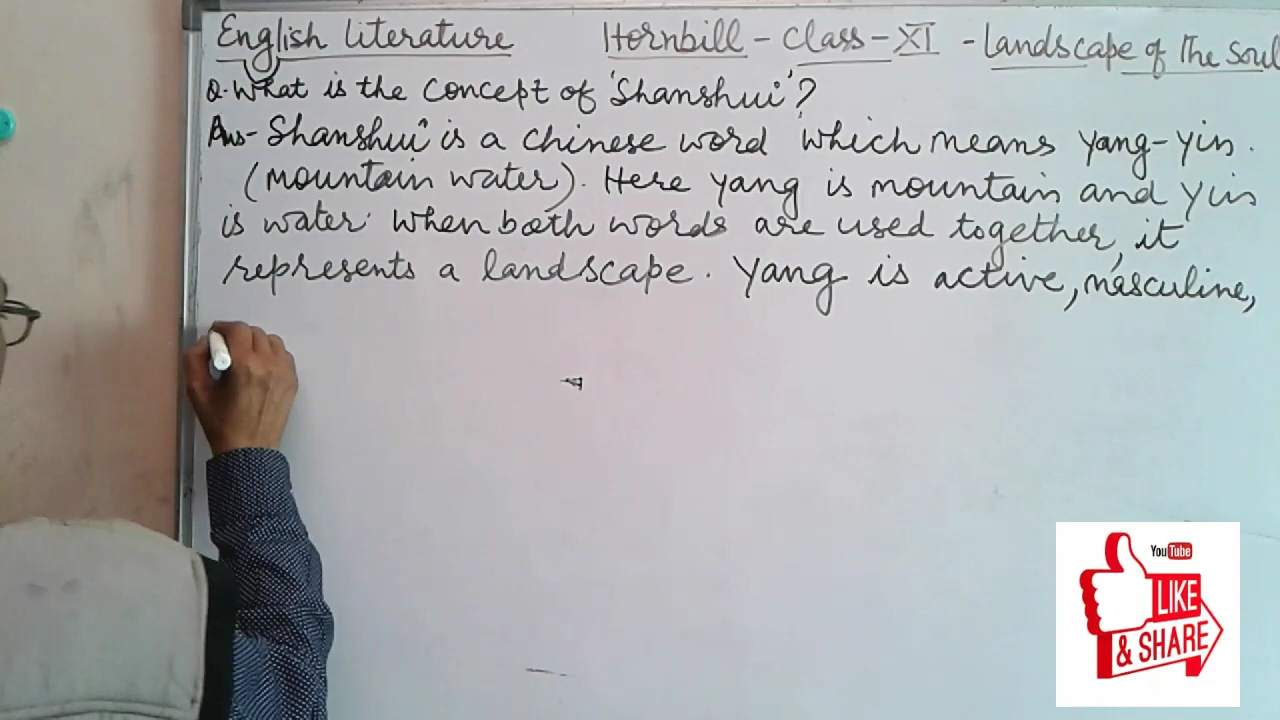 English Literature Hornbill - Class - XI - Landscape of The Soul
Q. What is the concept of 'Shanshui'?
Ans- Shanshui' is a Chinese word which means Yang-Yin.
(mountain water). Here Yang is mountain and Yin
is water. When both words are used together, it
represents a landscape. Yang is active, masculine,
YouTube
LIKE
& SHARE